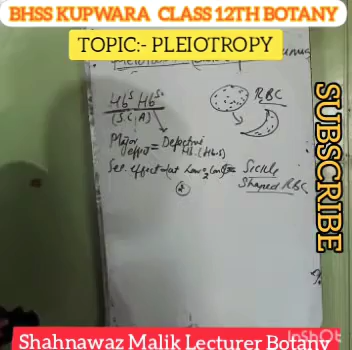 BHSS KUPWARA CLASS 12TH BOTANY
TOPIC:- PLEIOTROPY
Hbˢ Hbˢ
(S.C.A)
RBC
Major effect = Defective
Hb. (Hb.S)
Sec. effect = (at Low O₂ Conc) = Sickle
Shaped RBC
SUBSCRIBE
Shahnawaz Malik Lecturer Botany
InShOt